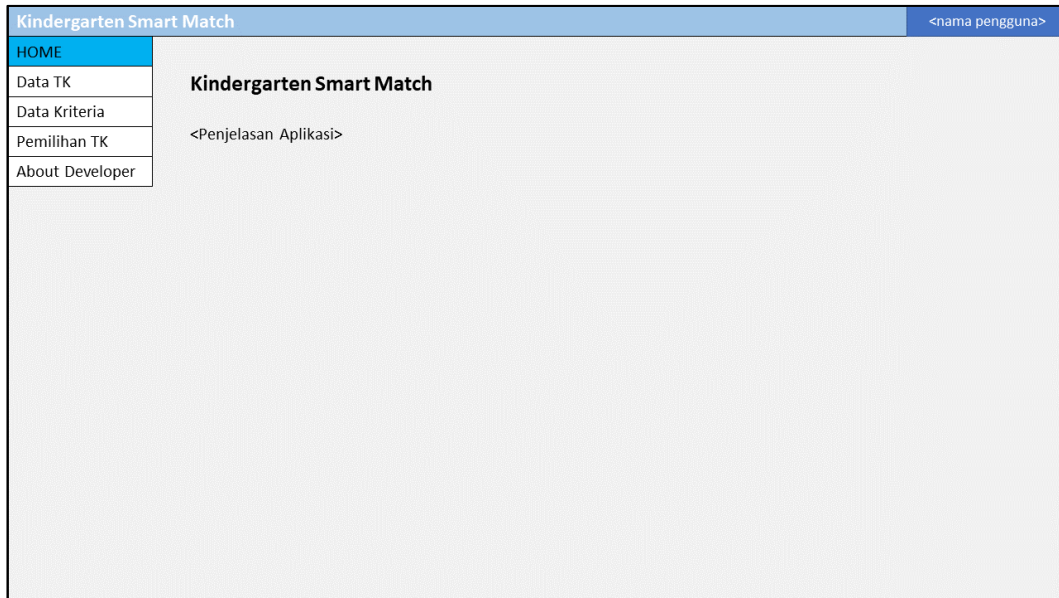 Kindergarten Smart Match
<nama pengguna>
HOME
Data TK
Data Kriteria
Pemilihan TK
About Developer
Kindergarten Smart Match
<Penjelasan Aplikasi>